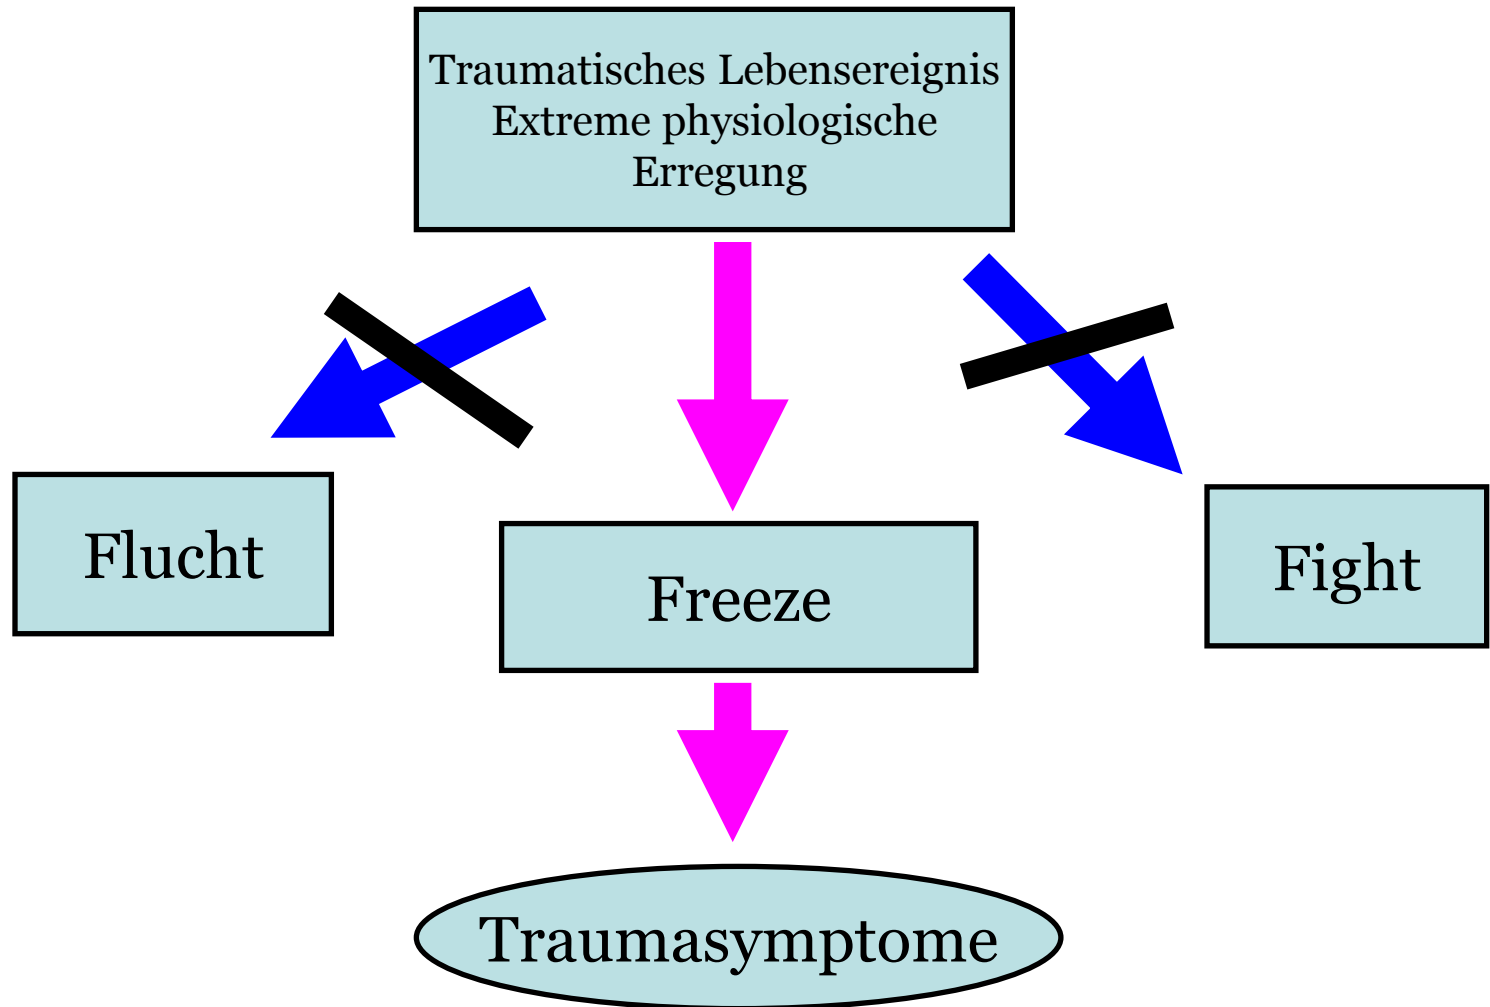 Traumatisches Lebensereignis
Extreme physiologische
Erregung
Flucht
Freeze
Fight
Traumasymptome